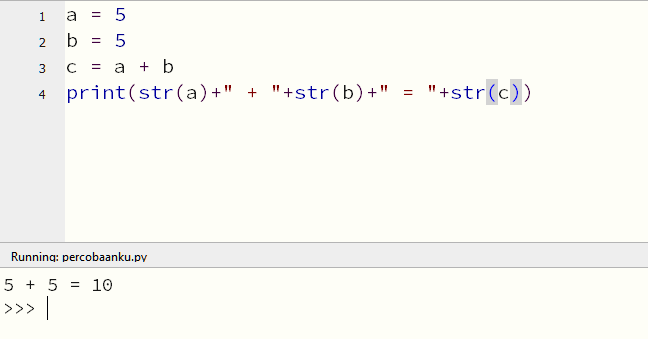 1 a = 5
2 b = 5
3 c = a + b
4 print(str(a)+" + "+str(b)+" = "+str(c))
Running: percobaanku.py
5 + 5 = 10
>>>